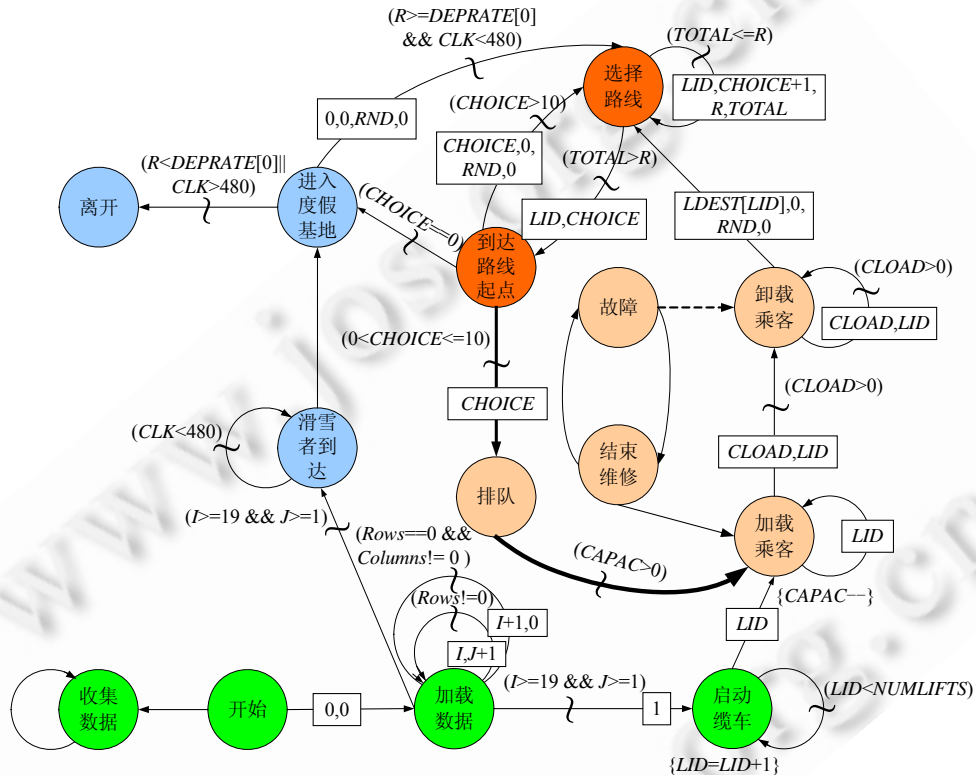 (R>=DEPRATE[0]
&& CLK<480)
(TOTAL<=R)
选择
路线
LID,CHOICE+1,
R,TOTAL
(CHOICE>10)
0,0,RND,0
CHOICE,0,
RND,0
(TOTAL>R)
(R<DEPRATE[0]||
CLK>480)
离开
进入
度假
基地
(CHOICE==0)
LID,CHOICE
LDEST[LID],0,
RND,0
到达
路线
起点
(CLOAD>0)
故障
卸载
乘客
CLOAD,LID
(0<CHOICE<=10)
(CLOAD>0)
CHOICE
(CLK<480)
滑雪
者到
达
结束
维修
CLOAD,LID
排队
加载
乘客
LID
(I>=19 && J>=1)
(Rows==0 &&
Columns!= 0 )
(CAPAC>0)
{CAPAC−−}
(Rows!=0)
I+1,0
LID
I,J+1
收集
数据
开始
0,0
加载
数据
(I>=19 && J>=1)
1
启动
缆车
(LID<NUMLIFTS)
{LID=LID+1}